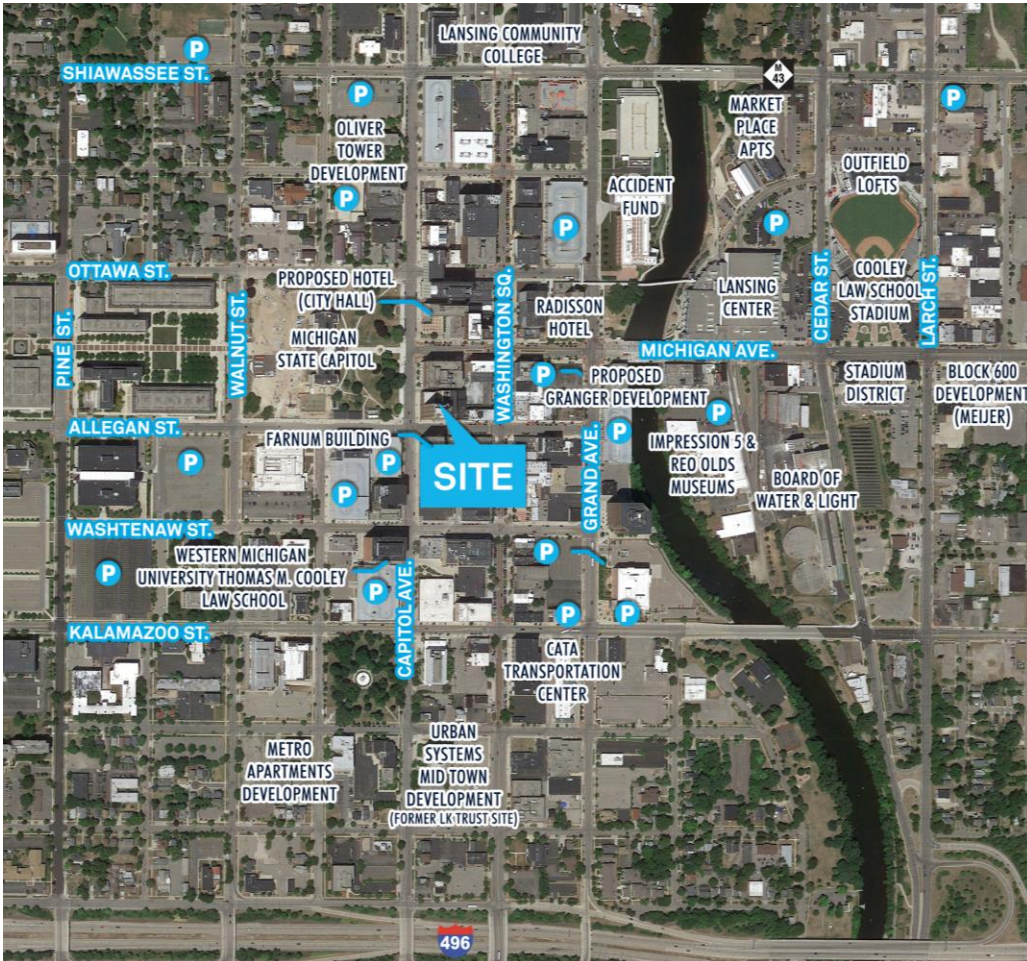 LANSING COMMUNITY
COLLEGE
P
SHIAWASSEE ST.
M
43
P
P
OLIVER
TOWER
DEVELOPMENT
MARKET
PLACE
APTS
OUTFIELD
LOFTS
P
ACCIDENT
FUND
P
P
OTTAWA ST.
PROPOSED HOTEL
(CITY HALL)
WASHINGTON SQ.
RADISSON
HOTEL
LANSING
CENTER
CEDAR ST.
COOLEY
LAW SCHOOL
STADIUM
LARCH ST.
PINE ST.
WALNUT ST.
MICHIGAN
STATE CAPITOL
MICHIGAN AVE.
P
PROPOSED
GRANGER DEVELOPMENT
STADIUM
DISTRICT
BLOCK 600
DEVELOPMENT
(MEIJER)
ALLEGAN ST.
FARNUM BUILDING
P
P
P
SITE
GRAND AVE.
P
P
IMPRESSION 5 &
REO OLDS
MUSEUMS
BOARD OF
WATER & LIGHT
WASHTENAW ST.
P
WESTERN MICHIGAN
UNIVERSITY THOMAS M. COOLEY
LAW SCHOOL
P
CAPITOL AVE.
P
P
P
KALAMAZOO ST.
CATA
TRANSPORTATION
CENTER
METRO
APARTMENTS
DEVELOPMENT
URBAN
SYSTEMS
MID TOWN
DEVELOPMENT
(FORMER LK TRUST SITE)
496